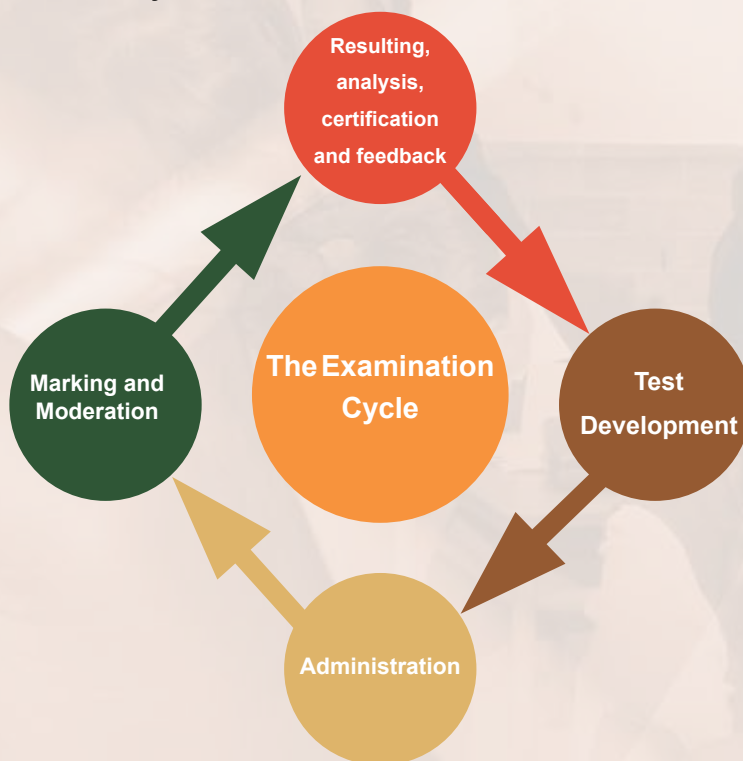 Resulting,
analysis,
certification
and feedback
The Examination
Cycle
Marking and
Moderation
Test
Development
Administration